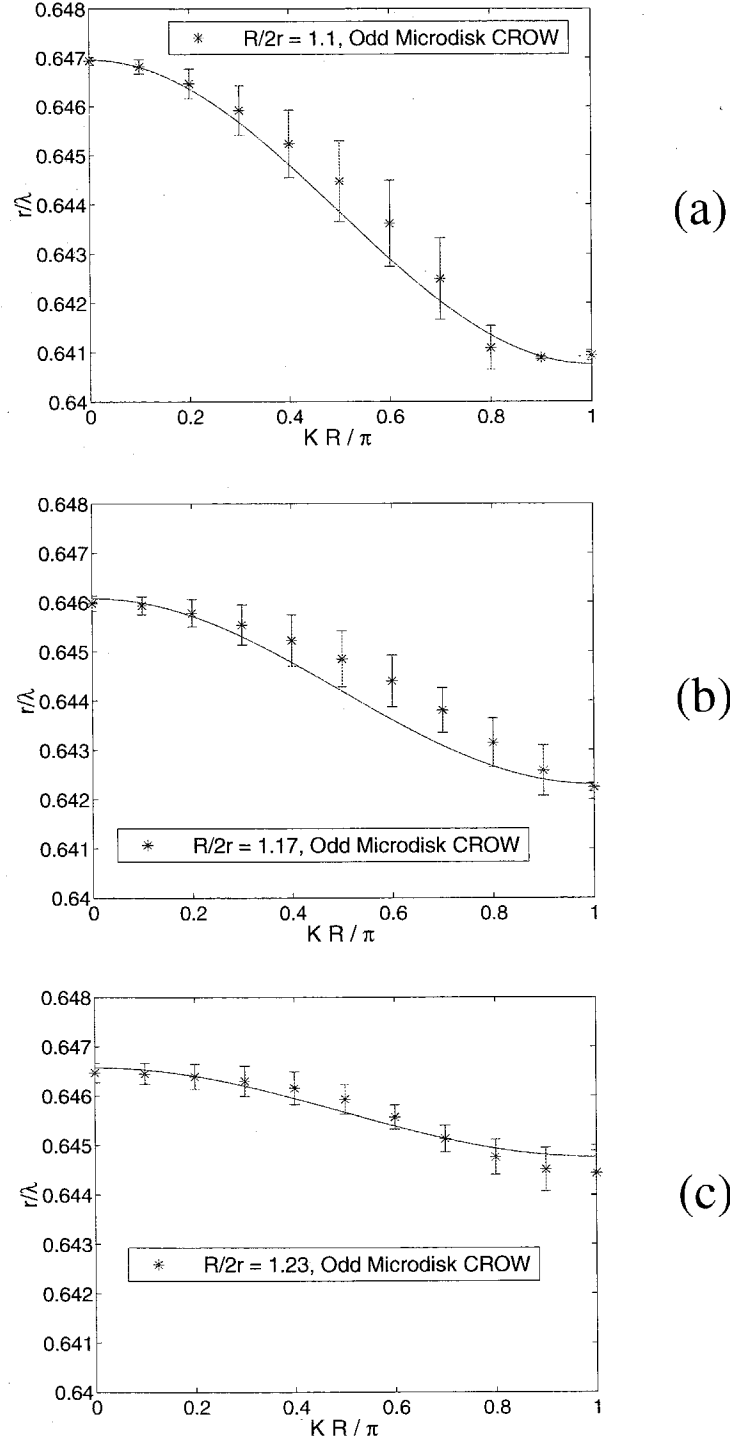 0.648
R/2r = 1.1, Odd Microdisk CROW
0.647
0.646
0.645
0.644
0.643
0.642
0.641
0.64
r/λ
0 0.2 0.4 0.6 0.8 1
K R / π
(a)
0.648
0.647
0.646
0.645
0.644
0.643
0.642
0.641
0.64
r/λ
R/2r = 1.17, Odd Microdisk CROW
0 0.2 0.4 0.6 0.8 1
K R / π
(b)
0.648
0.647
0.646
0.645
0.644
0.643
0.642
0.641
0.64
r/λ
R/2r = 1.23, Odd Microdisk CROW
0 0.2 0.4 0.6 0.8 1
K R / π
(c)